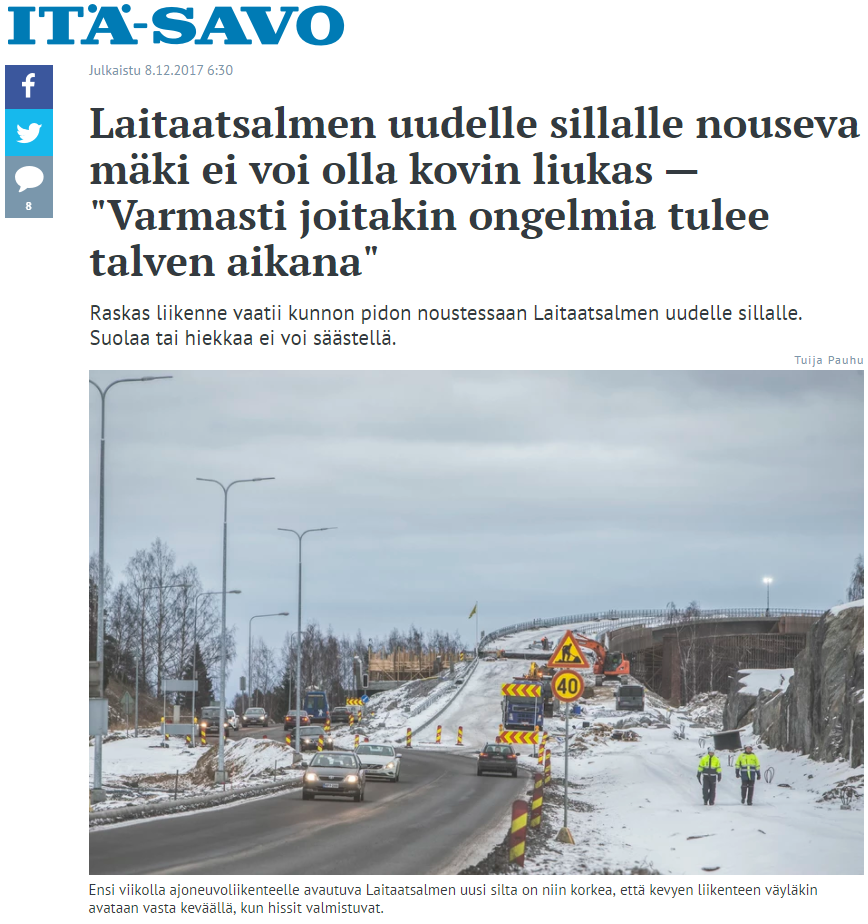 ITÄ-SAVO
Julkaistu 8.12.2017 6:30
8
Laitaatsalmen uudelle sillalle nouseva
mäki ei voi olla kovin liukas —
"Varmasti joitakin ongelmia tulee
talven aikana"
Raskas liikenne vaatii kunnon pidon noustessaan Laitaatsalmen uudelle sillalle.
Suolaa tai hiekkaa ei voi säästellä.
Tuija Pauhu
40
Ensi viikolla ajoneuvoliikenteelle avautuva Laitaatsalmen uusi silta on niin korkea, että kevyen liikenteen väyläkin
avataan vasta keväällä, kun hissit valmistuvat.